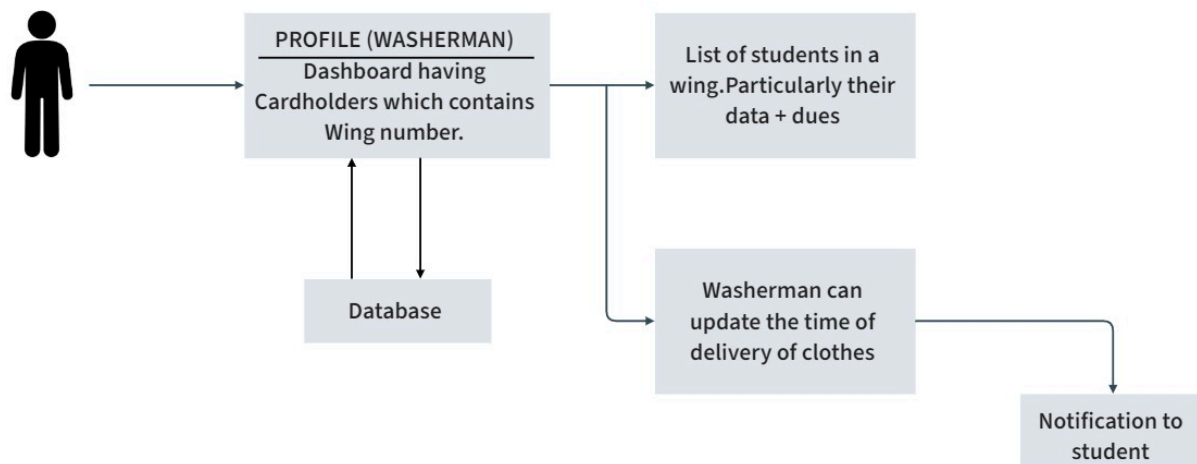 PROFILE (WASHERMAN)
Dashboard having
Cardholders which contains
Wing number.
List of students in a
wing.Particularly their
data + dues
Database
Washerman can
update the time of
delivery of clothes
Notification to
student